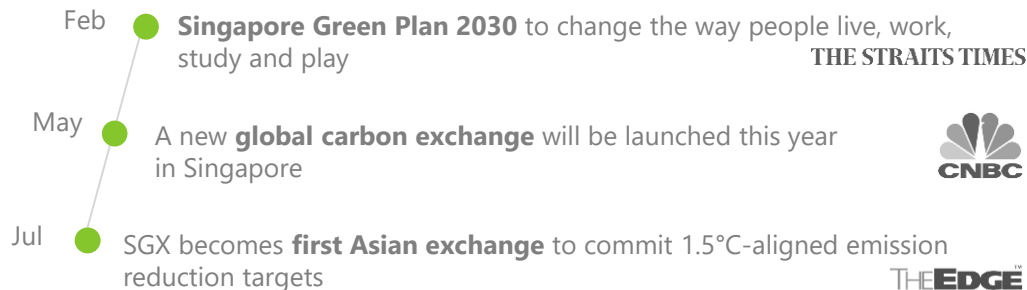 Feb
Singapore Green Plan 2030 to change the way people live, work,
study and play
THE STRAITS TIMES
May
A new global carbon exchange will be launched this year
in Singapore
CNBC
Jul
SGX becomes first Asian exchange to commit 1.5°C-aligned emission
reduction targets
THEEDGE™